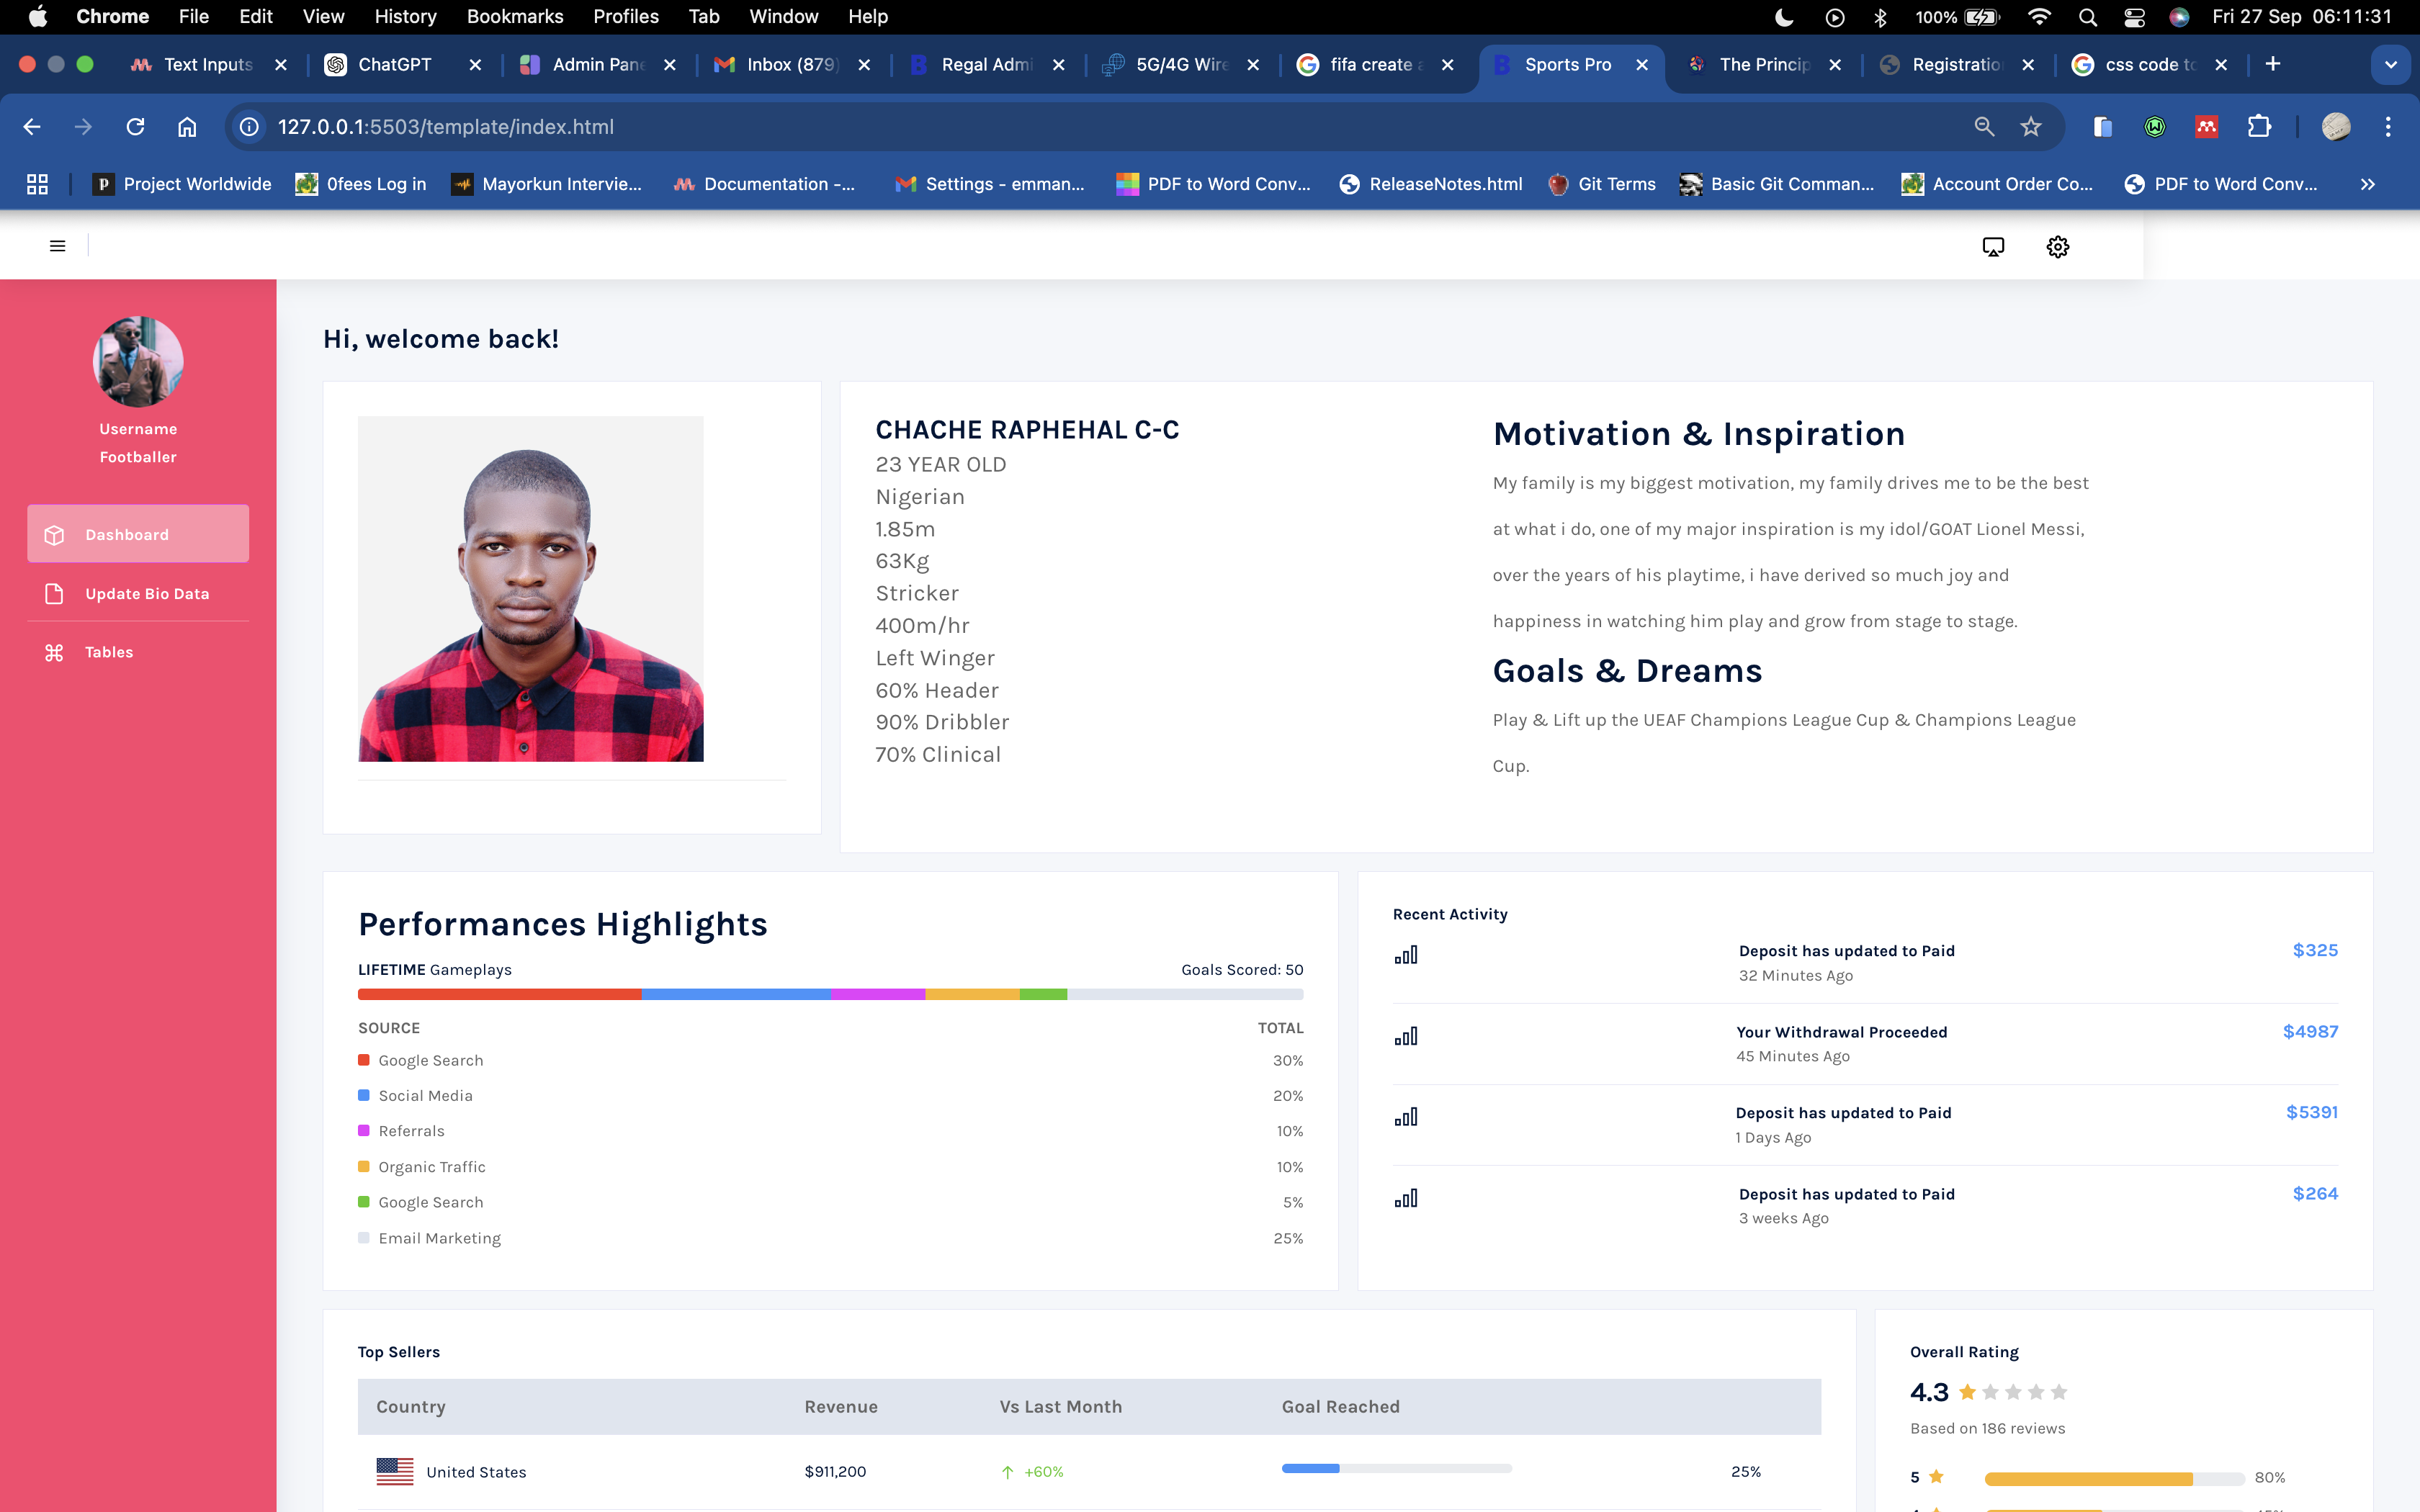 Chrome File Edit View History Bookmarks Profiles Tab Window Help 100% Fri 27 Sep 06:11:31
Text Inputs ChatGPT Admin Pane Inbox (879) Regal Admi 5G/4G Wire fifa create a Sports Pro The Princip Registratio css code to
127.0.0.1:5503/template/index.html
Project Worldwide 0fees Log in Mayorkun Intervie... Documentation -... Settings - emman... PDF to Word Conv... ReleaseNotes.html Git Terms Basic Git Comman... Account Order Co... PDF to Word Conv...
Username
Footballer
Dashboard
Update Bio Data
Tables
Hi, welcome back!
CHACHE RAPHEHAL C-C
23 YEAR OLD
Nigerian
1.85m
63Kg
Stricker
400m/hr
Left Winger
60% Header
90% Dribbler
70% Clinical
Motivation & Inspiration
My family is my biggest motivation, my family drives me to be the best
at what i do, one of my major inspiration is my idol/GOAT Lionel Messi,
over the years of his playtime, i have derived so much joy and
happiness in watching him play and grow from stage to stage.
Goals & Dreams
Play & Lift up the UEAF Champions League Cup & Champions League
Cup.
Performances Highlights
LIFETIME Gameplays Goals Scored: 50
SOURCE TOTAL
Google Search 30%
Social Media 20%
Referrals 10%
Organic Traffic 10%
Google Search 5%
Email Marketing 25%
Recent Activity
Deposit has updated to Paid $325
32 Minutes Ago
Your Withdrawal Proceeded $4987
45 Minutes Ago
Deposit has updated to Paid $5391
1 Days Ago
Deposit has updated to Paid $264
3 weeks Ago
Top Sellers
Country Revenue Vs Last Month Goal Reached
United States $911,200 +60% 25%
Overall Rating
4.3
Based on 186 reviews
5 80%